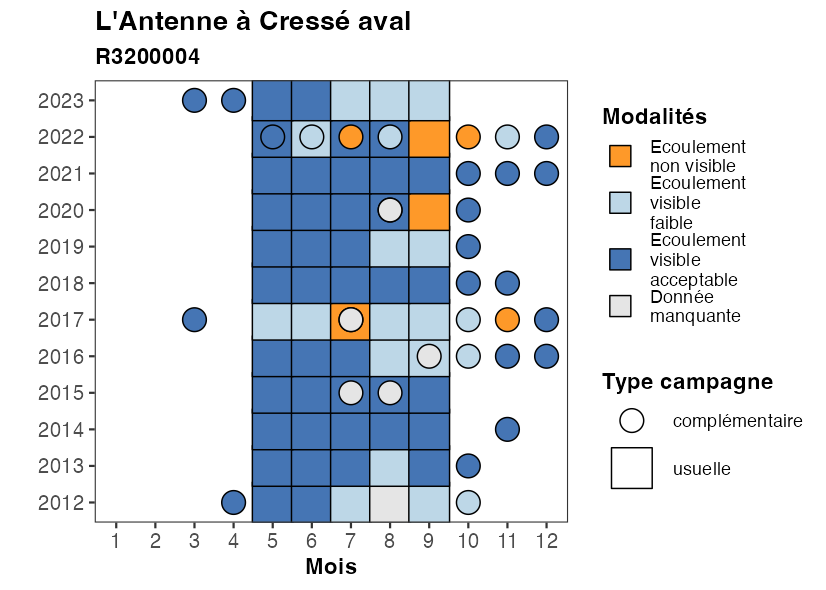 L'Antenne à Cressé aval
R3200004
2023
2022
2021
2020
2019
2018
2017
2016
2015
2014
2013
2012
1 2 3 4 5 6 7 8 9 10 11 12
Mois
Modalités
Ecoulement
non visible
Ecoulement
visible
faible
Ecoulement
visible
acceptable
Donnée
manquante
Type campagne
complémentaire
usuelle